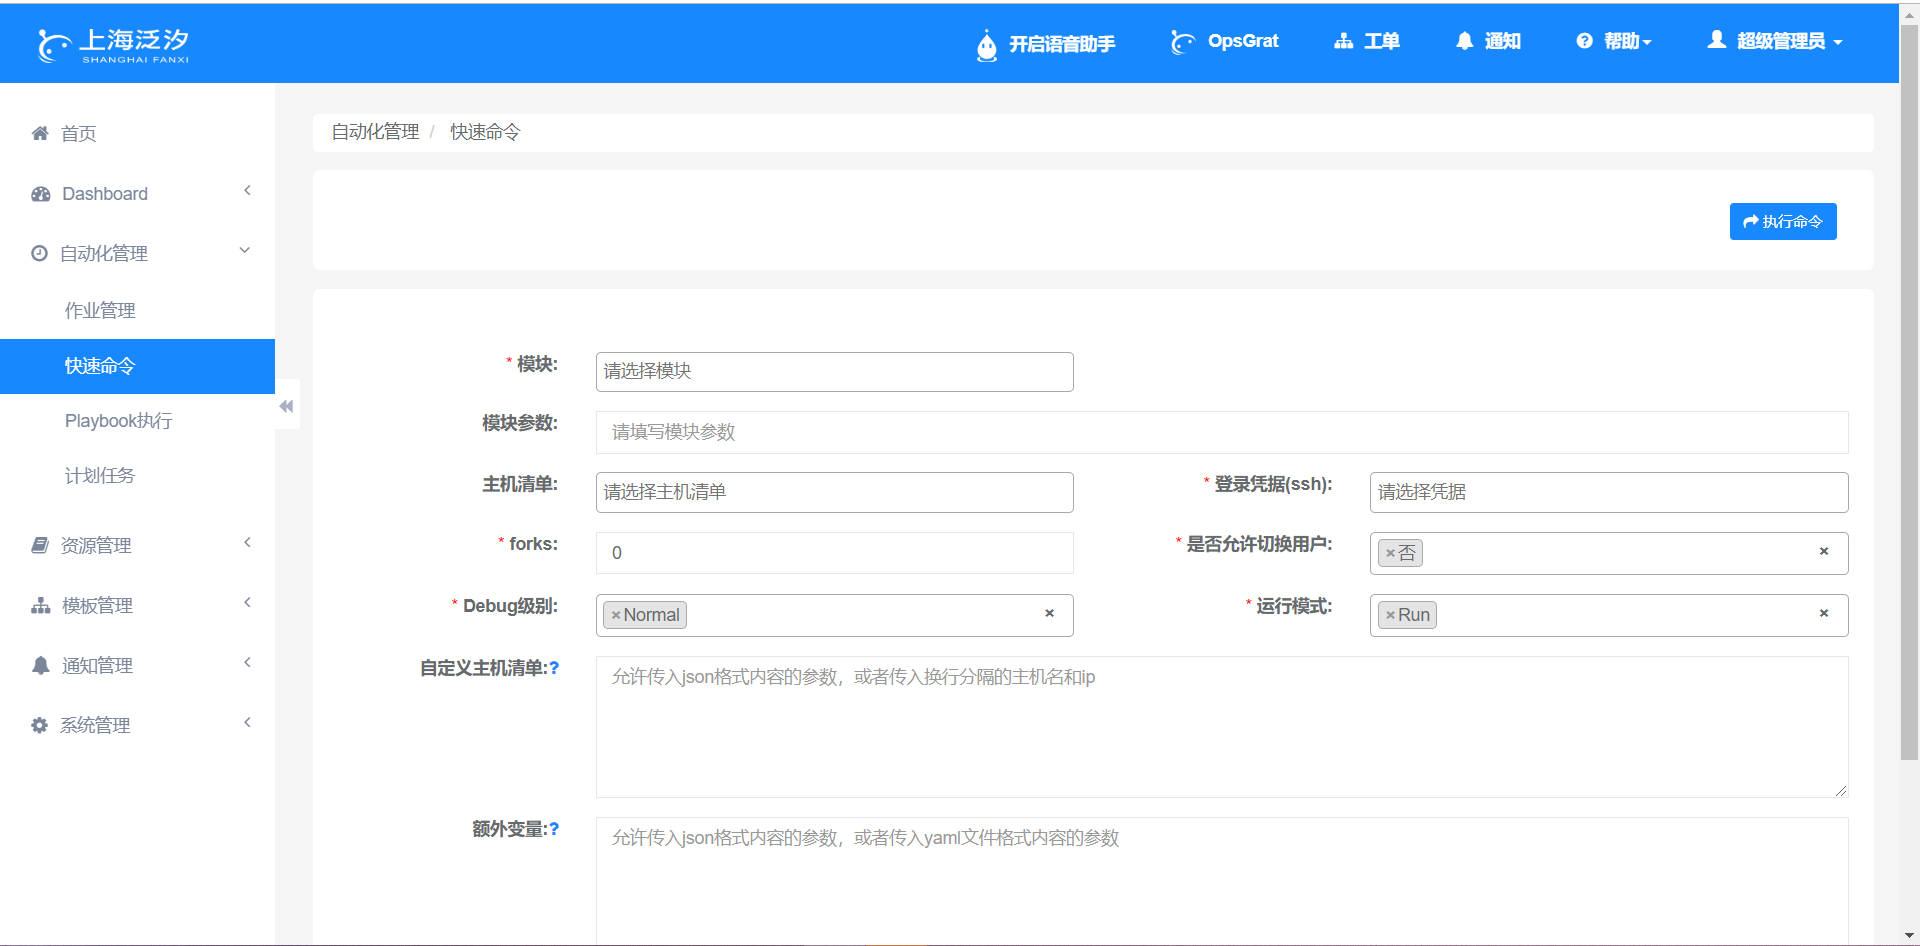 上海泛汐
SHANGHAI FANXI
开启语音助手
OpsGrat
工单
通知
帮助
超级管理员
首页
Dashboard
自动化管理
作业管理
快速命令
Playbook执行
计划任务
资源管理
模板管理
通知管理
系统管理
自动化管理 / 快速命令
执行命令
* 模块:
请选择模块
模块参数:
请填写模块参数
主机清单:
请选择主机清单
* 登录凭据(ssh):
请选择凭据
* forks:
0
* 是否允许切换用户:
×否 ×
* Debug级别:
×Normal ×
* 运行模式:
×Run ×
自定义主机清单:?
允许传入json格式内容的参数，或者传入换行分隔的主机名和ip
额外变量:?
允许传入json格式内容的参数，或者传入yaml文件格式内容的参数